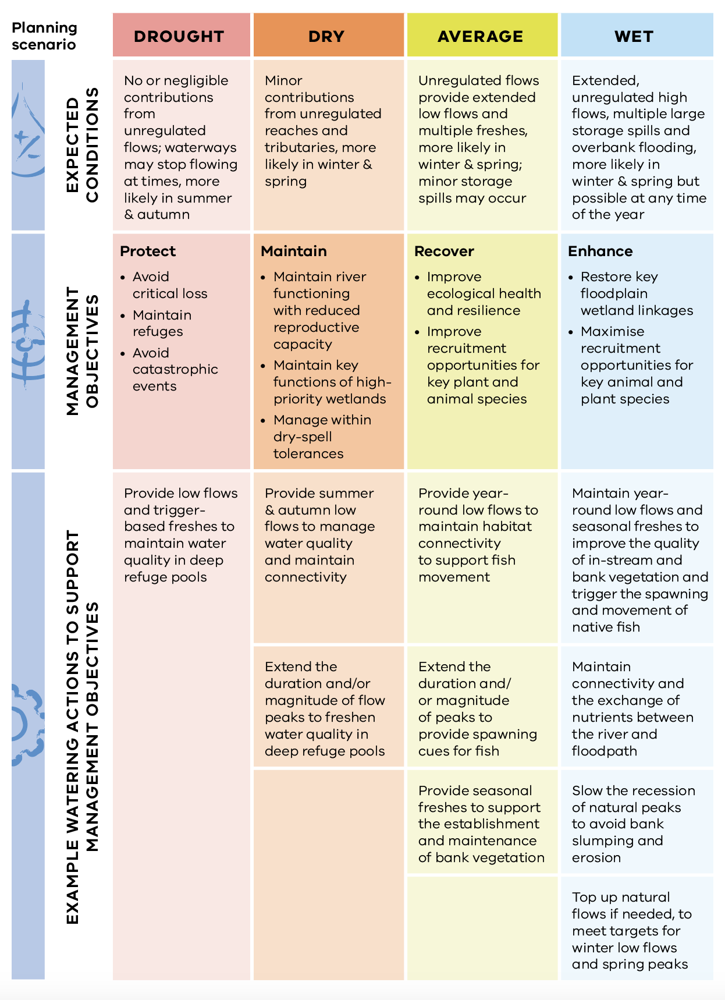 Planning
scenario
DROUGHT
DRY
AVERAGE
WET
EXPECTED
CONDITIONS
No or negligible
contributions
from
unregulated
flows; waterways
may stop flowing
at times, more
likely in summer
& autumn
Minor
contributions
from unregulated
reaches and
tributaries, more
likely in winter &
spring
Unregulated flows
provide extended
low flows and
multiple freshes,
more likely in
winter & spring;
minor storage
spills may occur
Extended,
unregulated high
flows, multiple large
storage spills and
overbank flooding,
more likely in
winter & spring but
possible at any time
of the year
MANAGEMENT
OBJECTIVES
Protect
• Avoid
critical loss
• Maintain
refuges
• Avoid
catastrophic
events
Maintain
• Maintain river
functioning
with reduced
reproductive
capacity
• Maintain key
functions of high-
priority wetlands
• Manage within
dry-spell
tolerances
Recover
• Improve
ecological health
and resilience
• Improve
recruitment
opportunities for
key plant and
animal species
Enhance
• Restore key
floodplain
wetland linkages
• Maximise
recruitment
opportunities for
key animal and
plant species
EXAMPLE WATERING ACTIONS TO SUPPORT
MANAGEMENT OBJECTIVES
Provide low flows
and trigger-
based freshes to
maintain water
quality in deep
refuge pools
Provide summer
& autumn low
flows to manage
water quality
and maintain
connectivity
Provide year-
round low flows to
maintain habitat
connectivity
to support fish
movement
Maintain year-
round low flows and
seasonal freshes to
improve the quality
of in-stream and
bank vegetation and
trigger the spawning
and movement of
native fish
Extend the
duration and/or
magnitude of flow
peaks to freshen
water quality in
deep refuge pools
Extend the
duration and/
or magnitude
of peaks to
provide spawning
cues for fish
Maintain
connectivity and
the exchange of
nutrients between
the river and
floodpath
Provide seasonal
freshes to support
the establishment
and maintenance
of bank vegetation
Slow the recession
of natural peaks
to avoid bank
slumping and
erosion
Top up natural
flows if needed, to
meet targets for
winter low flows
and spring peaks